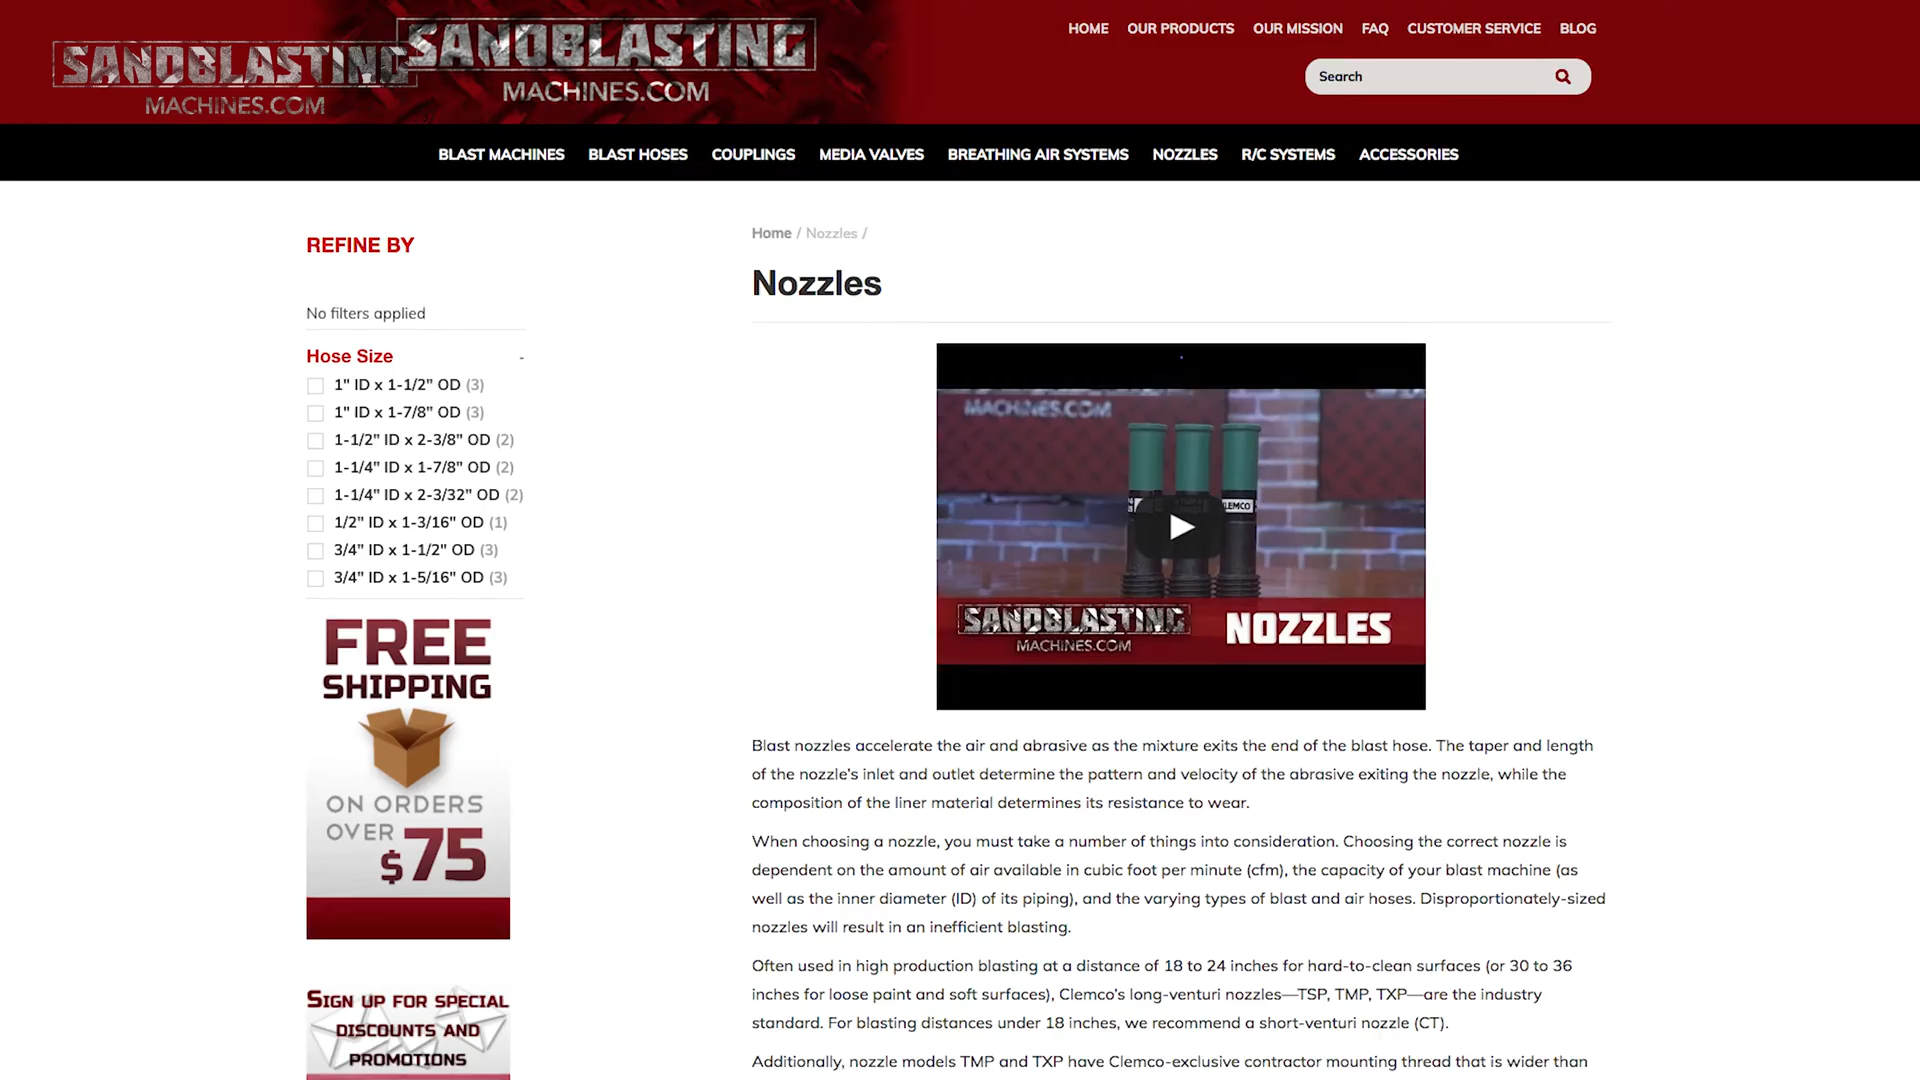 SANDBLASTING
MACHINES.COM
SANDBLASTING
MACHINES.COM
HOME OUR PRODUCTS OUR MISSION FAQ CUSTOMER SERVICE BLOG
Search
BLAST MACHINES BLAST HOSES COUPLINGS MEDIA VALVES BREATHING AIR SYSTEMS NOZZLES R/C SYSTEMS ACCESSORIES
REFINE BY
No filters applied
Hose Size -
1" ID x 1-1/2" OD (3)
1" ID x 1-7/8" OD (3)
1-1/2" ID x 2-3/8" OD (2)
1-1/4" ID x 1-7/8" OD (2)
1-1/4" ID x 2-3/32" OD (2)
1/2" ID x 1-3/16" OD (1)
3/4" ID x 1-1/2" OD (3)
3/4" ID x 1-5/16" OD (3)
FREE
SHIPPING
ON ORDERS
OVER $75
SIGN UP FOR SPECIAL
DISCOUNTS AND
PROMOTIONS
Home / Nozzles /
Nozzles
MACHINES.COM
CLEMCO
SANDBLASTING
MACHINES.COM
NOZZLES
Blast nozzles accelerate the air and abrasive as the mixture exits the end of the blast hose. The taper and length
of the nozzle's inlet and outlet determine the pattern and velocity of the abrasive exiting the nozzle, while the
composition of the liner material determines its resistance to wear.
When choosing a nozzle, you must take a number of things into consideration. Choosing the correct nozzle is
dependent on the amount of air available in cubic foot per minute (cfm), the capacity of your blast machine (as
well as the inner diameter (ID) of its piping), and the varying types of blast and air hoses. Disproportionately-sized
nozzles will result in an inefficient blasting.
Often used in high production blasting at a distance of 18 to 24 inches for hard-to-clean surfaces (or 30 to 36
inches for loose paint and soft surfaces), Clemco's long-venturi nozzles—TSP, TMP, TXP—are the industry
standard. For blasting distances under 18 inches, we recommend a short-venturi nozzle (CT).
Additionally, nozzle models TMP and TXP have Clemco-exclusive contractor mounting thread that is wider than